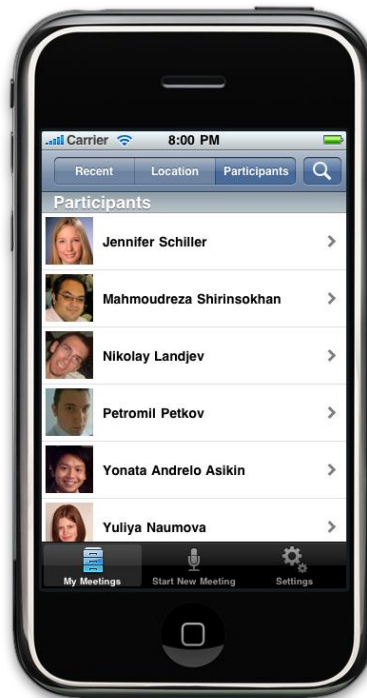 Carrier 8:00 PM
Recent Location Participants
Participants
Jennifer Schiller
Mahmoudreza Shirinsokhan
Nikolay Landjev
Petromil Petkov
Yonata Andrelo Asikin
Yuliya Naumova
My Meetings Start New Meeting Settings